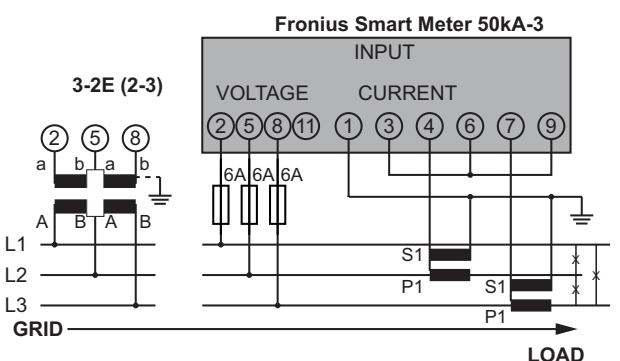 Fronius Smart Meter 50kA-3
INPUT
3-2E (2-3)
VOLTAGE CURRENT
2 5 8
2 5 8 11 1 3 4 6 7 9
a b a b
6A 6A 6A
A B A B
L1
S1
L2
P1 S1
L3
P1
GRID
LOAD